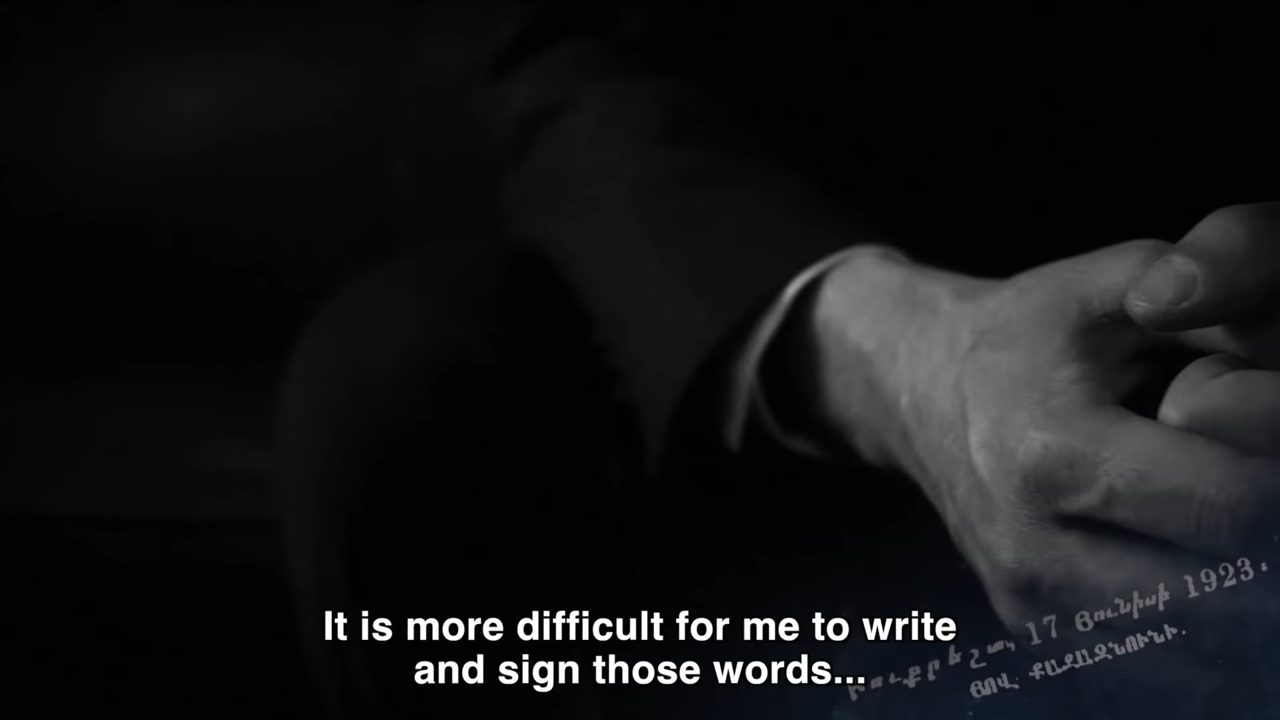 It is more difficult for me to write
and sign those words...
17 Յունիսի 1923.
ՅՈՎ. ՔԱՋԱԶՆՈՒՆԻ.